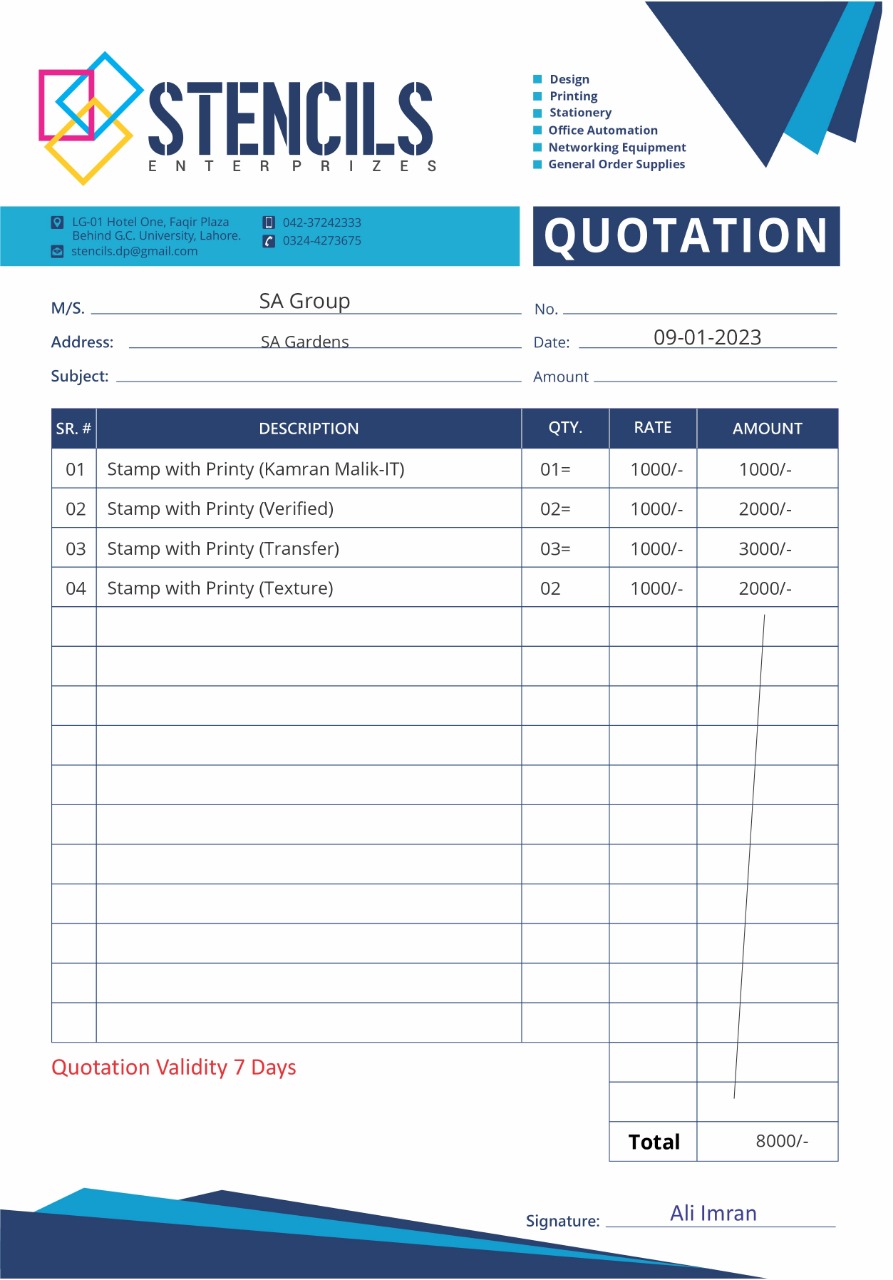 STENCILS
ENTERPRIZES
Design
Printing
Stationery
Office Automation
Networking Equipment
General Order Supplies
LG-01 Hotel One, Faqir Plaza
Behind G.C. University, Lahore.
stencils.dp@gmail.com
042-37242333
0324-4273675
QUOTATION
M/S. SA Group
No.
Address: SA Gardens
Date: 09-01-2023
Subject:
Amount
SR. # DESCRIPTION QTY. RATE AMOUNT
01 Stamp with Printy (Kamran Malik-IT) 01= 1000/- 1000/-
02 Stamp with Printy (Verified) 02= 1000/- 2000/-
03 Stamp with Printy (Transfer) 03= 1000/- 3000/-
04 Stamp with Printy (Texture) 02 1000/- 2000/-
Quotation Validity 7 Days
Total 8000/-
Signature: Ali Imran